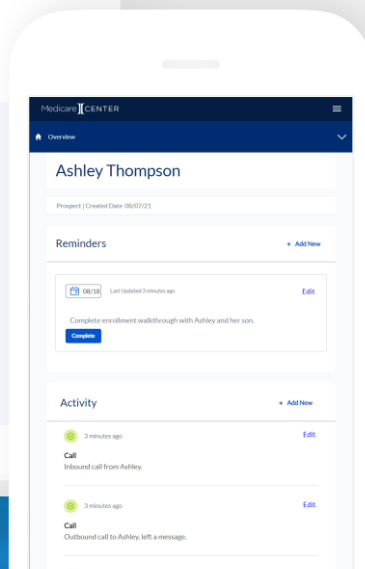 Medicare CENTER
Overview
Ashley Thompson
Prospect | Created Date 08/07/21
Reminders
+ Add New
08/18
Last Updated 3 minutes ago
Edit
Complete enrollment walkthrough with Ashley and her son.
Complete
Activity
+ Add New
3 minutes ago
Edit
Call
Inbound call from Ashley.
3 minutes ago
Edit
Call
Outbound call to Ashley, left a message.